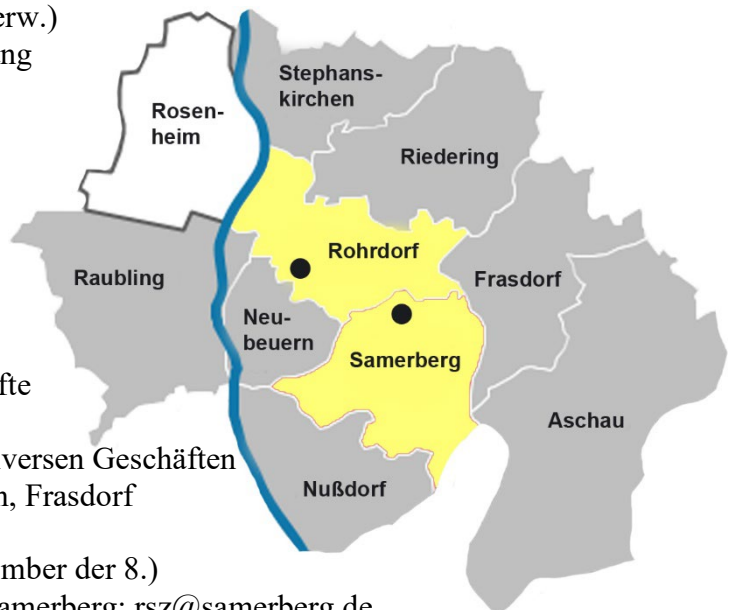 erw.)
ng
Stephans-
kirchen
Rosen-
heim
Riedering
Rohrdorf
Raubling
Frasdorf
Neu-
beuern
Samerberg
fte
Aschau
versen Geschäften
Nußdorf
n, Frasdorf
mber der 8.)
amerberg: rsz@samerberg.de